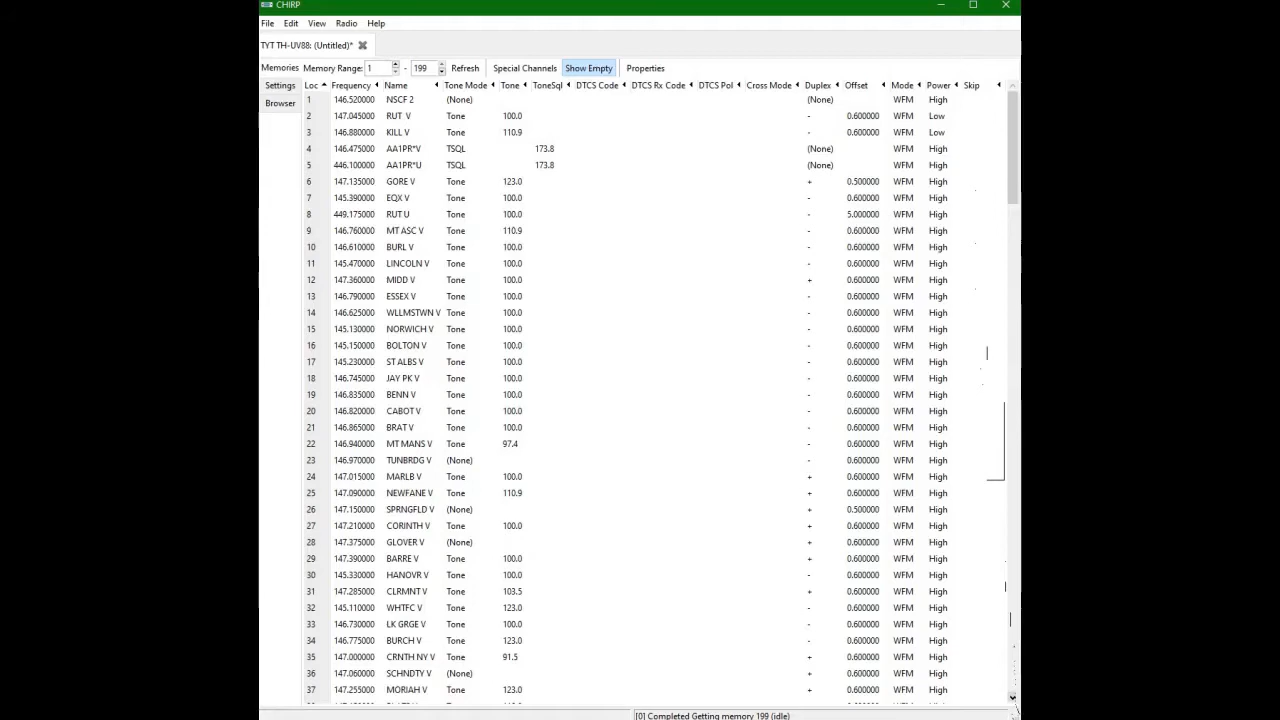 CHIRP
File Edit View Radio Help
TYT TH-UV88: (Untitled)*
Memories Memory Range: 1 - 199 Refresh Special Channels Show Empty Properties
Settings
Browser
Loc Frequency Name Tone Mode Tone ToneSql DTCS Code DTCS Rx Code DTCS Pol Cross Mode Duplex Offset Mode Power Skip
1 146.520000 NSCF 2 (None) (None) WFM High
2 147.045000 RUT V Tone 100.0 - 0.600000 WFM Low
3 146.880000 KILL V Tone 110.9 - 0.600000 WFM Low
4 146.475000 AA1PR*V TSQL 173.8 (None) WFM High
5 446.100000 AA1PR*U TSQL 173.8 (None) WFM High
6 147.135000 GORE V Tone 123.0 + 0.500000 WFM High
7 145.390000 EQX V Tone 100.0 - 0.600000 WFM High
8 449.175000 RUT U Tone 100.0 - 5.000000 WFM High
9 146.760000 MT ASC V Tone 110.9 - 0.600000 WFM High
10 146.610000 BURL V Tone 100.0 - 0.600000 WFM High
11 145.470000 LINCOLN V Tone 100.0 - 0.600000 WFM High
12 147.360000 MIDD V Tone 100.0 + 0.600000 WFM High
13 146.790000 ESSEX V Tone 100.0 - 0.600000 WFM High
14 146.625000 WLLMSTWN V Tone 100.0 - 0.600000 WFM High
15 145.130000 NORWICH V Tone 100.0 - 0.600000 WFM High
16 145.150000 BOLTON V Tone 100.0 - 0.600000 WFM High
17 145.230000 ST ALBS V Tone 100.0 - 0.600000 WFM High
18 146.745000 JAY PK V Tone 100.0 - 0.600000 WFM High
19 146.835000 BENN V Tone 100.0 - 0.600000 WFM High
20 146.820000 CABOT V Tone 100.0 - 0.600000 WFM High
21 146.865000 BRAT V Tone 100.0 - 0.600000 WFM High
22 146.940000 MT MANS V Tone 97.4 - 0.600000 WFM High
23 146.970000 TUNBRDG V (None) - 0.600000 WFM High
24 147.015000 MARLB V Tone 100.0 + 0.600000 WFM High
25 147.090000 NEWFANE V Tone 110.9 + 0.600000 WFM High
26 147.150000 SPRNGFLD V (None) + 0.500000 WFM High
27 147.210000 CORINTH V Tone 100.0 + 0.600000 WFM High
28 147.375000 GLOVER V (None) + 0.600000 WFM High
29 147.390000 BARRE V Tone 100.0 + 0.600000 WFM High
30 145.330000 HANOVR V Tone 100.0 - 0.600000 WFM High
31 147.285000 CLRMNT V Tone 103.5 + 0.600000 WFM High
32 145.110000 WHTFC V Tone 123.0 - 0.600000 WFM High
33 146.730000 LK GRGE V Tone 100.0 - 0.600000 WFM High
34 146.775000 BURCH V Tone 123.0 - 0.600000 WFM High
35 147.000000 CRNTH NY V Tone 91.5 + 0.600000 WFM High
36 147.060000 SCHNDTY V (None) + 0.600000 WFM High
37 147.255000 MORIAH V Tone 123.0 + 0.600000 WFM High
[0] Completed Getting memory 199 (idle)